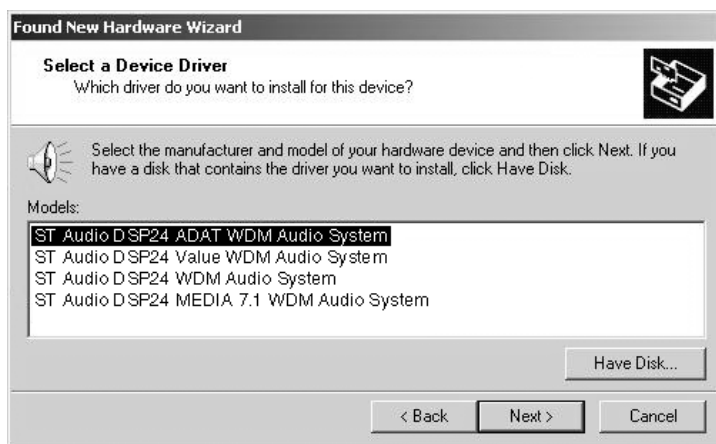 Found New Hardware Wizard
Select a Device Driver
Which driver do you want to install for this device?
Select the manufacturer and model of your hardware device and then click Next. If you
have a disk that contains the driver you want to install, click Have Disk.
Models:
ST Audio DSP24 ADAT WDM Audio System
ST Audio DSP24 Value WDM Audio System
ST Audio DSP24 WDM Audio System
ST Audio DSP24 MEDIA 7.1 WDM Audio System
Have Disk...
< Back
Next >
Cancel